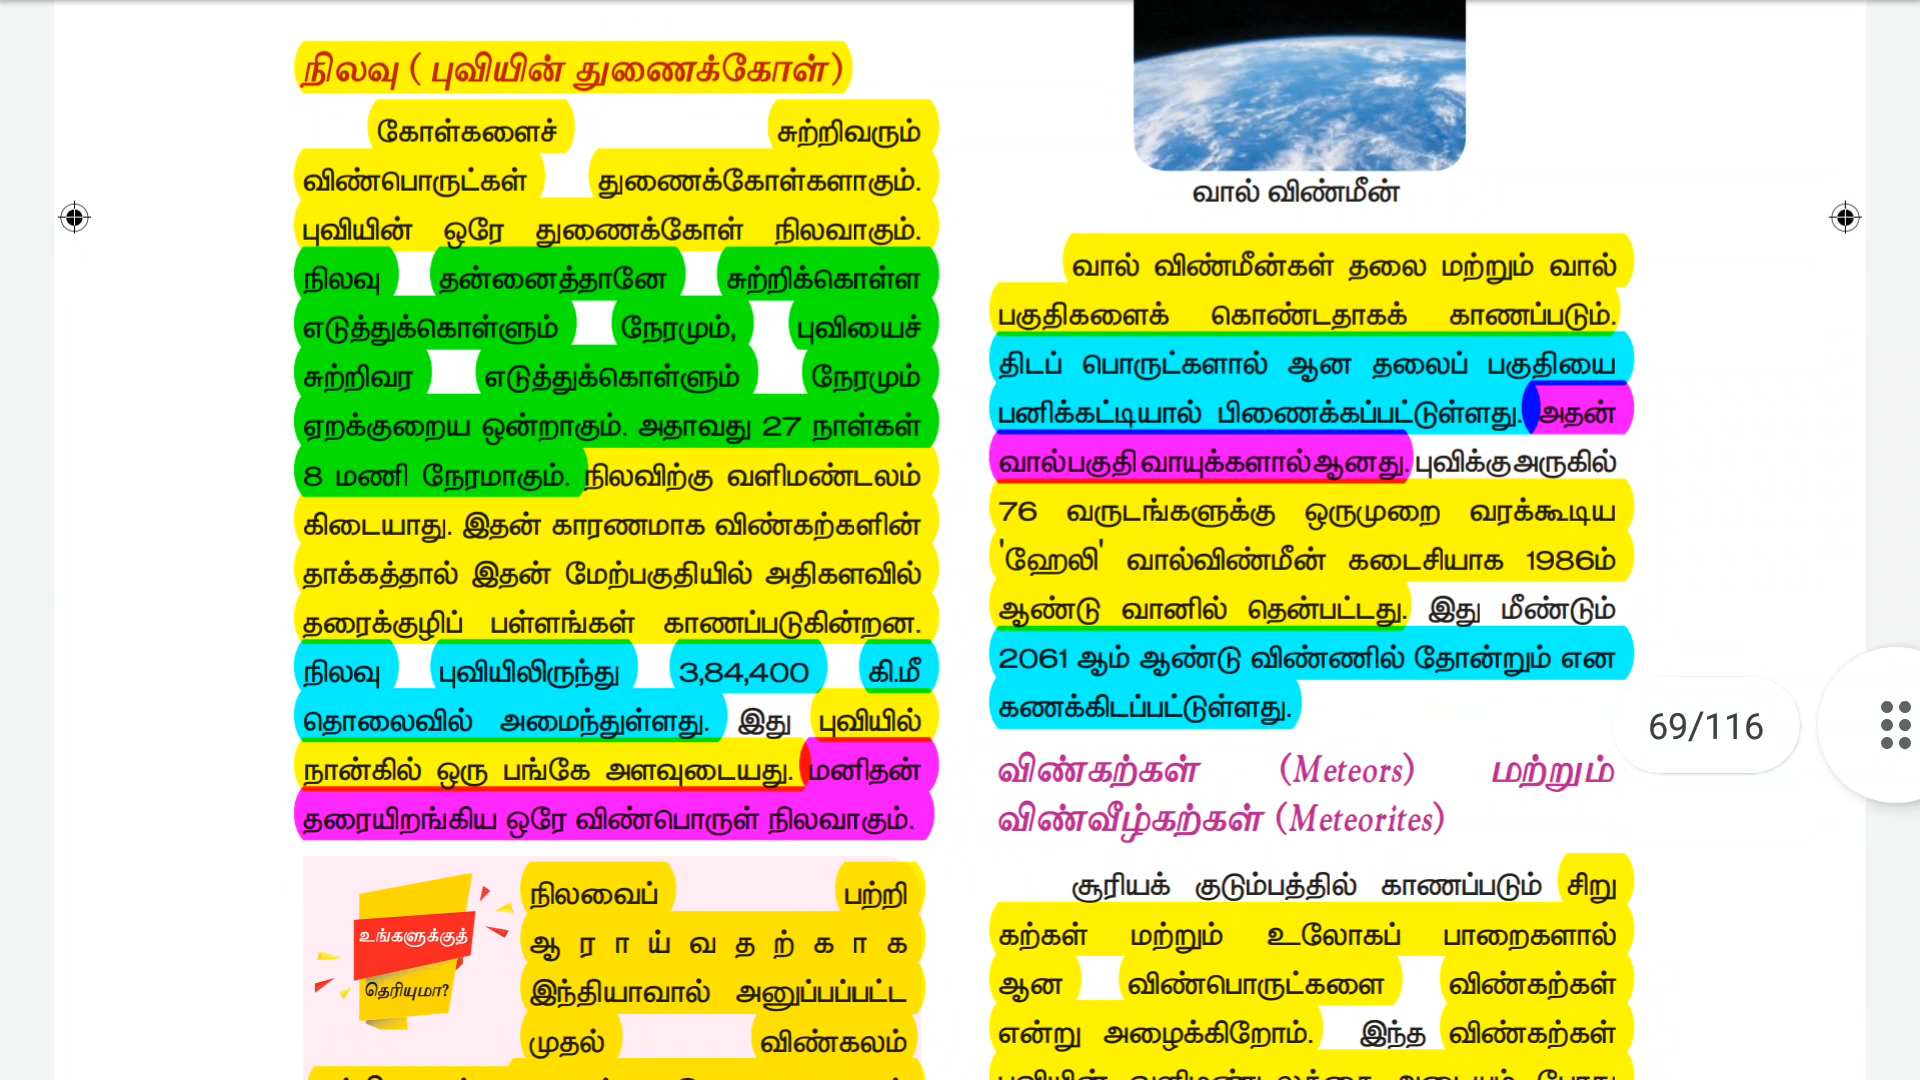 நிலவு ( புவியின் துணைக்கோள்)
கோள்களைச் சுற்றிவரும்
விண்பொருட்கள் துணைக்கோள்களாகும்.
புவியின் ஒரே துணைக்கோள் நிலவாகும்.
நிலவு தன்னைத்தானே சுற்றிக்கொள்ள
எடுத்துக்கொள்ளும் நேரமும், புவியைச்
சுற்றிவர எடுத்துக்கொள்ளும் நேரமும்
ஏறக்குறைய ஒன்றாகும். அதாவது 27 நாள்கள்
8 மணி நேரமாகும். நிலவிற்கு வளிமண்டலம்
கிடையாது. இதன் காரணமாக விண்கற்களின்
தாக்கத்தால் இதன் மேற்பகுதியில் அதிகளவில்
தரைக்குழிப் பள்ளங்கள் காணப்படுகின்றன.
நிலவு புவியிலிருந்து 3,84,400 கி.மீ
தொலைவில் அமைந்துள்ளது. இது புவியில்
நான்கில் ஒரு பங்கே அளவுடையது. மனிதன்
தரையிறங்கிய ஒரே விண்பொருள் நிலவாகும்.
உங்களுக்குத்
தெரியுமா?
நிலவைப் பற்றி
ஆ ரா ய் வ த ற் கா க
இந்தியாவால் அனுப்பப்பட்ட
முதல் விண்கலம்
வால் விண்மீன்
வால் விண்மீன்கள் தலை மற்றும் வால்
பகுதிகளைக் கொண்டதாகக் காணப்படும்.
திடப் பொருட்களால் ஆன தலைப் பகுதியை
பனிக்கட்டியால் பிணைக்கப்பட்டுள்ளது. அதன்
வால்பகுதி வாயுக்களால்ஆனது. புவிக்குஅருகில்
76 வருடங்களுக்கு ஒருமுறை வரக்கூடிய
'ஹேலி' வால்விண்மீன் கடைசியாக 1986ம்
ஆண்டு வானில் தென்பட்டது. இது மீண்டும்
2061 ஆம் ஆண்டு விண்ணில் தோன்றும் என
கணக்கிடப்பட்டுள்ளது.
விண்கற்கள் (Meteors) மற்றும்
விண்வீழ்கற்கள் (Meteorites)
சூரியக் குடும்பத்தில் காணப்படும் சிறு
கற்கள் மற்றும் உலோகப் பாறைகளால்
ஆன விண்பொருட்களை விண்கற்கள்
என்று அழைக்கிறோம். இந்த விண்கற்கள்
புவியின் வளிமண்டலத்தை அடையும் போது
69/116